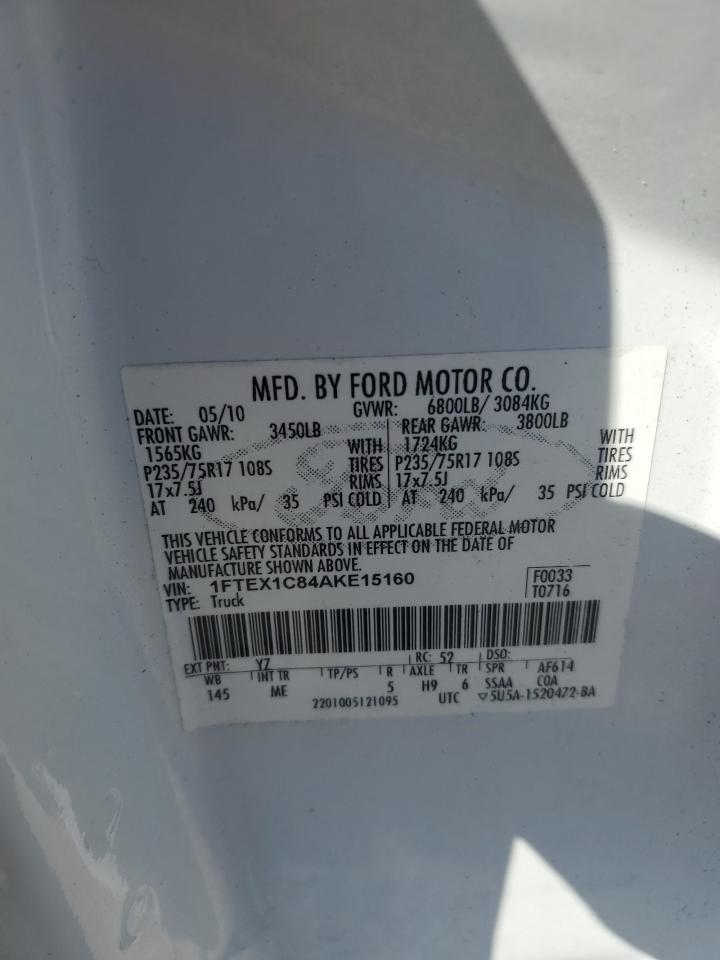 MFD. BY FORD MOTOR CO.
DATE: 05/10 GVWR: 6800LB/ 3084KG
FRONT GAWR: 3450LB REAR GAWR: 3800LB
1565KG WITH 1724KG WITH
P235/75R17 108S TIRES P235/75R17 108S TIRES
17x7.5J RIMS 17x7.5J RIMS
AT 240 kPa/ 35 PSI COLD AT 240 kPa/ 35 PSI COLD
THIS VEHICLE CONFORMS TO ALL APPLICABLE FEDERAL MOTOR
VEHICLE SAFETY STANDARDS IN EFFECT ON THE DATE OF
MANUFACTURE SHOWN ABOVE.
VIN: 1FTEX1C84AKE15160 F0033
TYPE: Truck T0716
EXT PNT: YZ RC: 52 DSO:
WB INT TR TP/PS R AXLE TR SPR AF614
145 ME 5 H9 6 SSAA COA
2201005121095 UTC ▽5U5A-1520472-BA